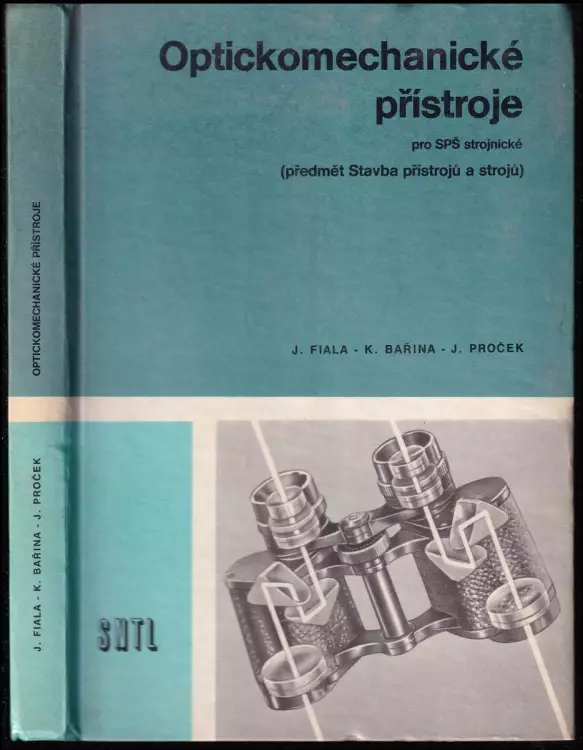 Optickomechanické
přístroje
pro SPŠ strojnické
(předmět Stavba přístrojů a strojů)
J. FIALA - K. BAŘINA - J. PROČEK
SNTL
OPTICKOMECHANICKÉ PŘÍSTROJE
J. FIALA - K. BAŘINA - J. PROČEK